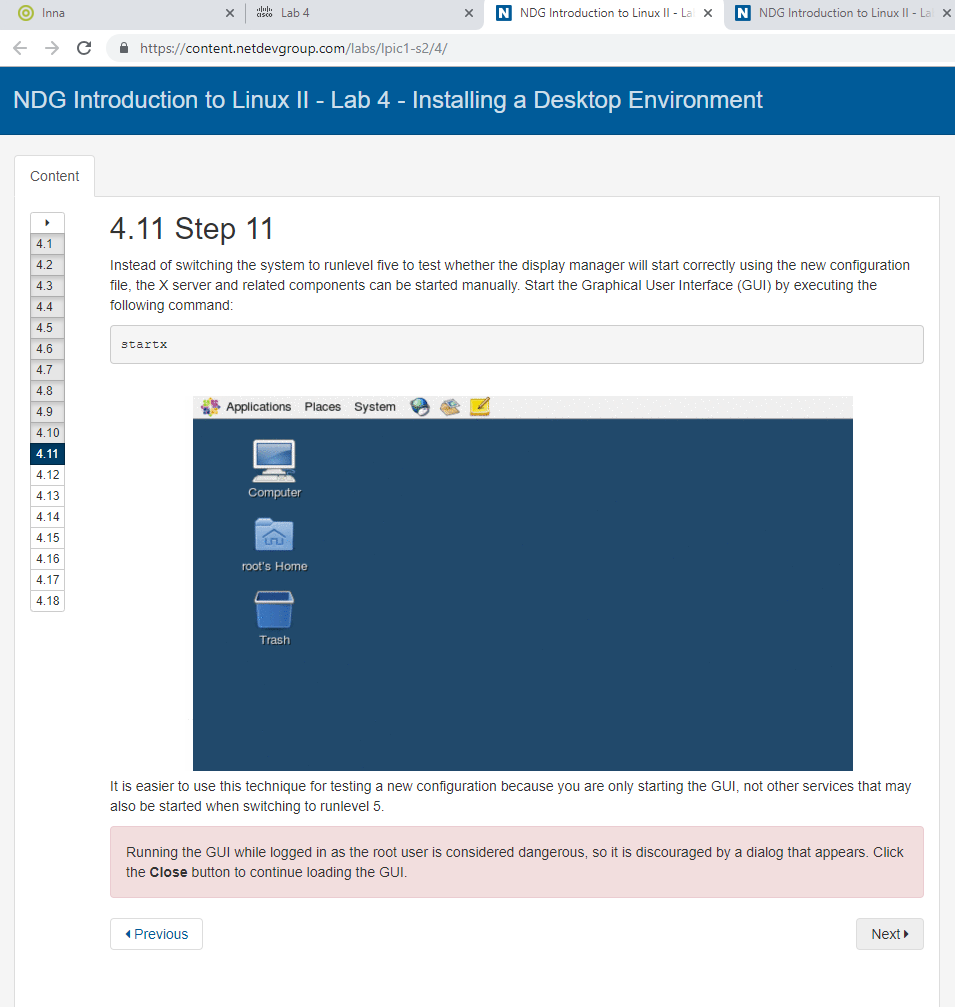 Inna
cisco
Lab 4
N NDG Introduction to Linux II - La
N NDG Introduction to Linux II - La
https://content.netdevgroup.com/labs/lpic1-s2/4/
NDG Introduction to Linux II - Lab 4 - Installing a Desktop Environment
Content
4.1
4.2
4.3
4.4
4.5
4.6
4.7
4.8
4.9
4.10
4.11
4.12
4.13
4.14
4.15
4.16
4.17
4.18
4.11 Step 11
Instead of switching the system to runlevel five to test whether the display manager will start correctly using the new configuration
file, the X server and related components can be started manually. Start the Graphical User Interface (GUI) by executing the
following command:
startx
Applications Places System
Computer
root's Home
Trash
It is easier to use this technique for testing a new configuration because you are only starting the GUI, not other services that may
also be started when switching to runlevel 5.
Running the GUI while logged in as the root user is considered dangerous, so it is discouraged by a dialog that appears. Click
the Close button to continue loading the GUI.
Previous
Next